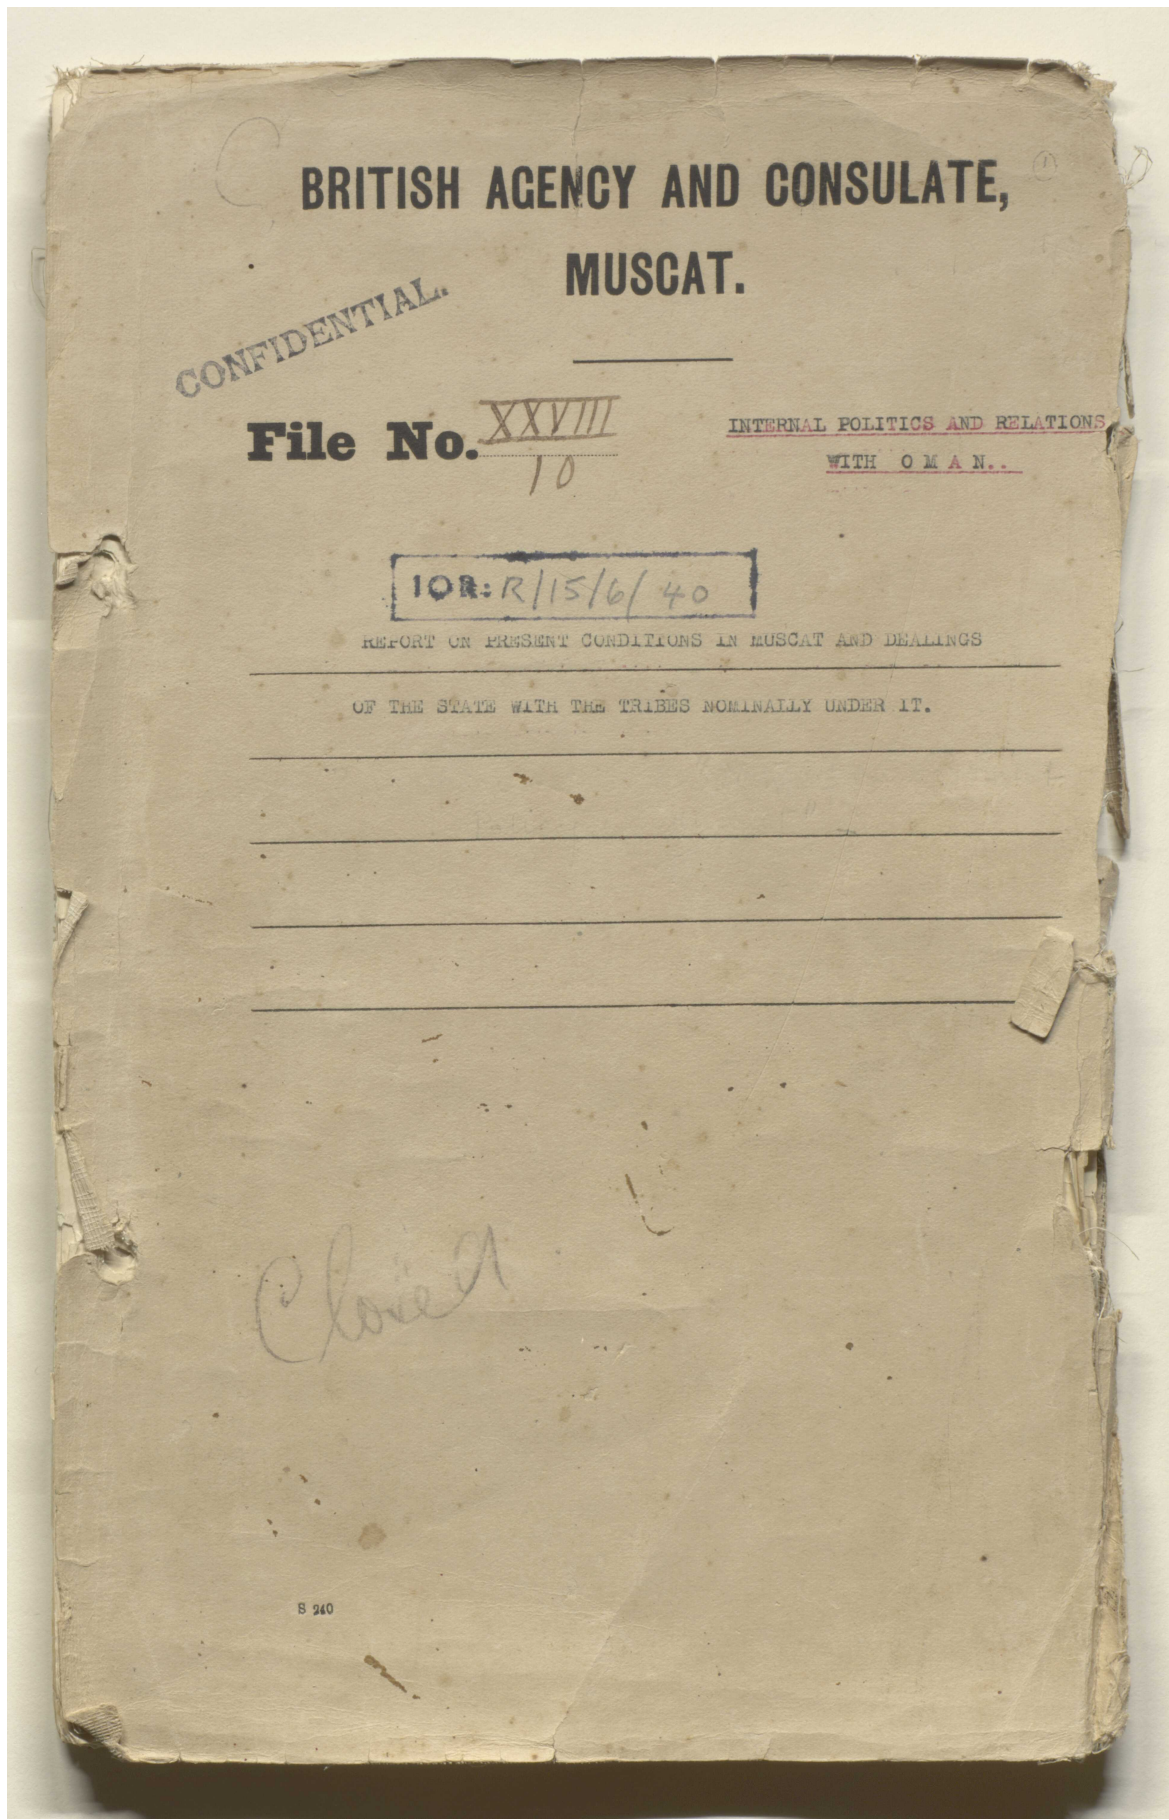 ①
BRITISH AGENCY AND CONSULATE,
MUSCAT.
CONFIDENTIAL.
File No. XXVIII
10
INTERNAL POLITICS AND RELATIONS
WITH O M A N..
IOR: R/15/6/40
REPORT ON PRESENT CONDITIONS IN MUSCAT AND DEALINGS
OF THE STATE WITH THE TRIBES NOMINALLY UNDER IT.
Closed
S 240